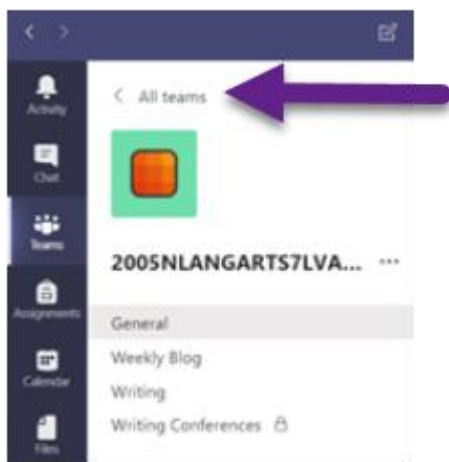 Activity
All teams
Chat
Teams
2005NLANGARTS7LVA... ...
Assignments
General
Weekly Blog
Calendar
Writing
Writing Conferences
Files